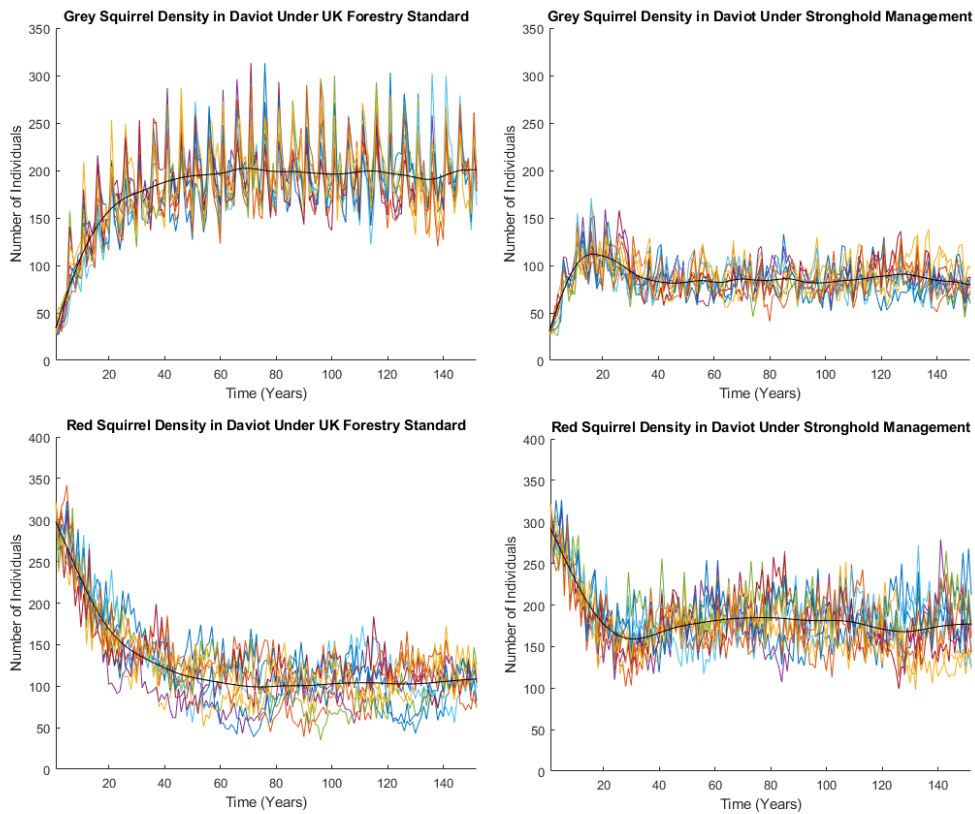 Grey Squirrel Density in Daviot Under UK Forestry Standard
350
300
250
200
150
100
50
0
Number of Individuals
20 40 60 80 100 120 140
Time (Years)
Grey Squirrel Density in Daviot Under Stronghold Management
350
300
250
200
150
100
50
0
Number of Individuals
20 40 60 80 100 120 140
Time (Years)
Red Squirrel Density in Daviot Under UK Forestry Standard
400
350
300
250
200
150
100
50
0
Number of Individuals
20 40 60 80 100 120 140
Time (Years)
Red Squirrel Density in Daviot Under Stronghold Management
400
350
300
250
200
150
100
50
0
Number of Individuals
20 40 60 80 100 120 140
Time (Years)